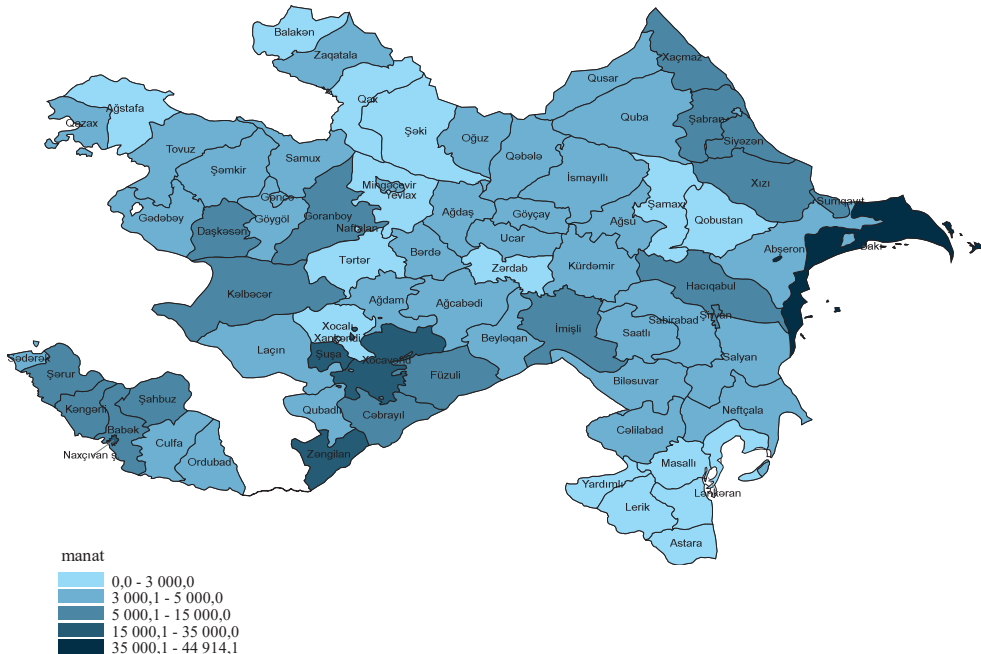 Balakən
Zaqatala
Xaçmaz
Qusar
Qax
Ağstafa
Quba
Şabran
Qazax
Şəki
Oğuz
Siyəzən
Tovuz
Samux
Qəbələ
Şəmkir
İsmayıllı
Xızı
Mingəçevir
Yevlax
Gəncə
Sumqayıt
Şamaxı
Gədəbəy
Göygöl
Goranboy
Ağdaş
Göyçay
Ağsu
Qobustan
Naftalan
Daşkəsən
Ucar
Abşeron
Bakı
Bərdə
Tərtər
Zərdab
Kürdəmir
Hacıqabul
Kəlbəcər
Ağdam
Ağcabədi
Şirvan
Sabirabad
Xocalı
İmişli
Saatlı
Xankəndi
Beyləqan
Laçın
Şuşa
Xocavənd
Salyan
Sədərək
Şərur
Füzuli
Biləsuvar
Şahbuz
Kəngərli
Qubadlı
Cəbrayıl
Neftçala
Babək
Cəlilabad
Culfa
Naxçıvan ş.
Ordubad
Zəngilan
Masallı
Yardımlı
Lənkəran
Lerik
Astara
manat
0,0 - 3 000,0
3 000,1 - 5 000,0
5 000,1 - 15 000,0
15 000,1 - 35 000,0
35 000,1 - 44 914,1